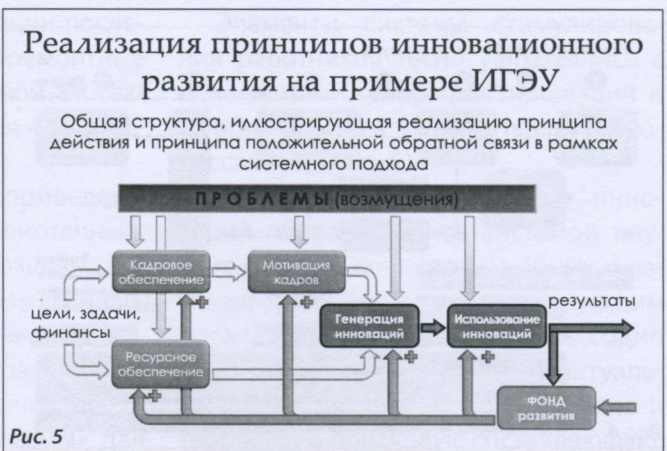 Реализация принципов инновационного
развития на примере ИГЭУ
Общая структура, иллюстрирующая реализацию принципа
действия и принципа положительной обратной связи в рамках
системного подхода
ПРОБЛЕМЫ (возмущения)
Кадровое
обеспечение
Мотивация
кадров
цели, задачи,
финансы
Генерация
инноваций
Использование
инноваций
результаты
Ресурсное
обеспечение
ФОНД
развития
+
+
+
+
+
Рис. 5